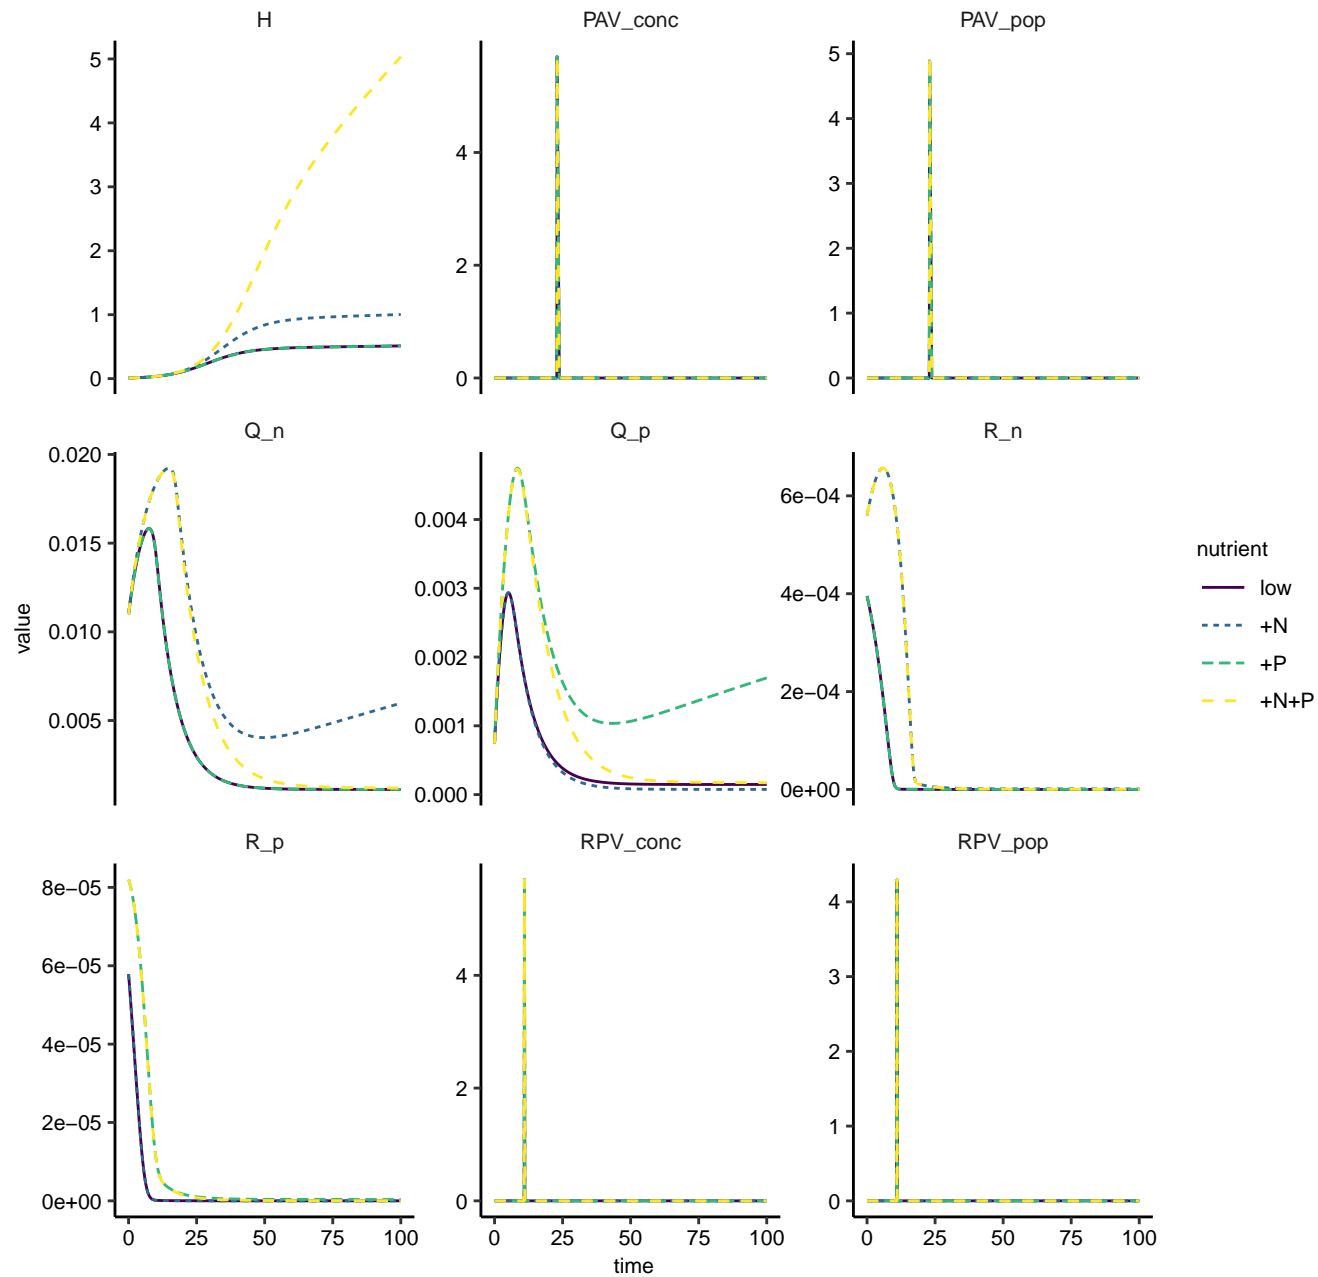 H
PAV_conc
PAV_pop
5
4
3
2
1
0
4
2
0
5
4
3
2
1
0
Q_n
Q_p
R_n
0.020
0.015
0.010
0.005
0.004
0.003
0.002
0.001
0.000
6e−04
4e−04
2e−04
0e+00
value
nutrient
low
+N
+P
+N+P
R_p
RPV_conc
RPV_pop
8e−05
6e−05
4e−05
2e−05
0e+00
4
2
0
4
3
2
1
0
0 25 50 75 100
0 25 50 75 100
0 25 50 75 100
time